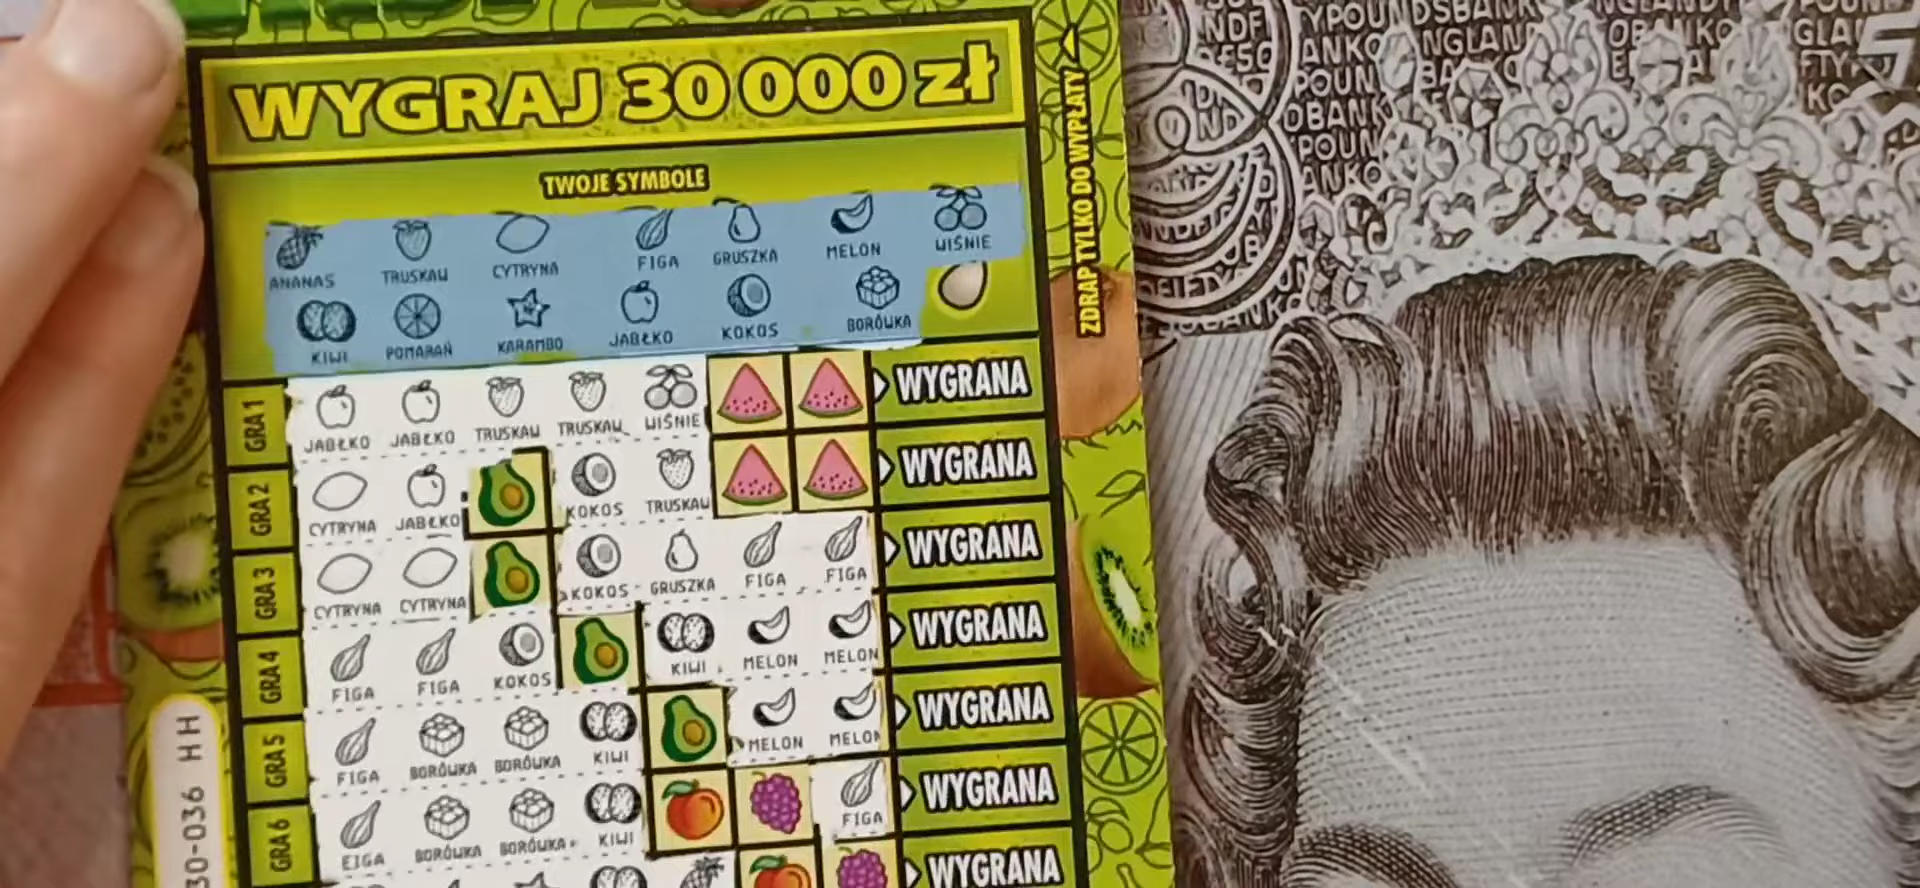 WYGRAJ 30 000 zł
TWOJE SYMBOLE
ANANAS TRUSKAW CYTRYNA FIGA GRUSZKA MELON WIŚNIE
KIWI POMARAŃ KARAMBO JABŁKO KOKOS BORÓWKA
ZDRAP TYLKO DO WYPŁATY
GRA 1 JABŁKO JABŁKO TRUSKAW TRUSKAW WIŚNIE WYGRANA
GRA 2 CYTRYNA JABŁKO KOKOS TRUSKAW WYGRANA
GRA 3 CYTRYNA CYTRYNA KOKOS GRUSZKA FIGA FIGA WYGRANA
GRA 4 FIGA FIGA KOKOS KIWI MELON MELON WYGRANA
GRA 5 FIGA BORÓWKA BORÓWKA KIWI MELON MELON WYGRANA
GRA 6 FIGA BORÓWKA BORÓWKA KIWI FIGA WYGRANA
WYGRANA
30-036 HH